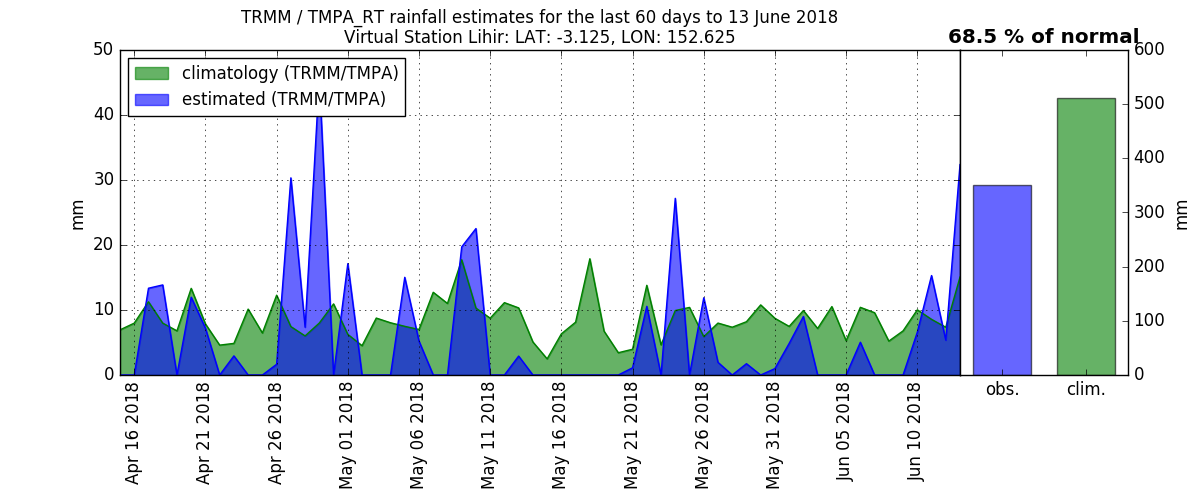 TRMM / TMPA_RT rainfall estimates for the last 60 days to 13 June 2018
Virtual Station Lihir: LAT: -3.125, LON: 152.625
68.5 % of normal
climatology (TRMM/TMPA)
estimated (TRMM/TMPA)
50
40
30
20
10
0
mm
Apr 16 2018
Apr 21 2018
Apr 26 2018
May 01 2018
May 06 2018
May 11 2018
May 16 2018
May 21 2018
May 26 2018
May 31 2018
Jun 05 2018
Jun 10 2018
obs.
clim.
600
500
400
300
200
100
0
mm